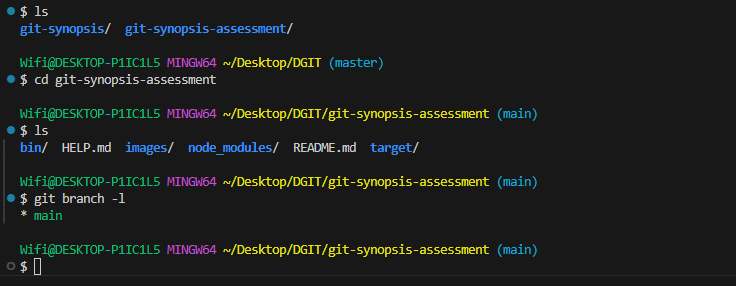 $ ls
git-synopsis/  git-synopsis-assessment/
Wifi@DESKTOP-P1IC1L5 MINGW64 ~/Desktop/DGIT (master)
$ cd git-synopsis-assessment
Wifi@DESKTOP-P1IC1L5 MINGW64 ~/Desktop/DGIT/git-synopsis-assessment (main)
$ ls
bin/  HELP.md  images/  node_modules/  README.md  target/
Wifi@DESKTOP-P1IC1L5 MINGW64 ~/Desktop/DGIT/git-synopsis-assessment (main)
$ git branch -l
* main
Wifi@DESKTOP-P1IC1L5 MINGW64 ~/Desktop/DGIT/git-synopsis-assessment (main)
$